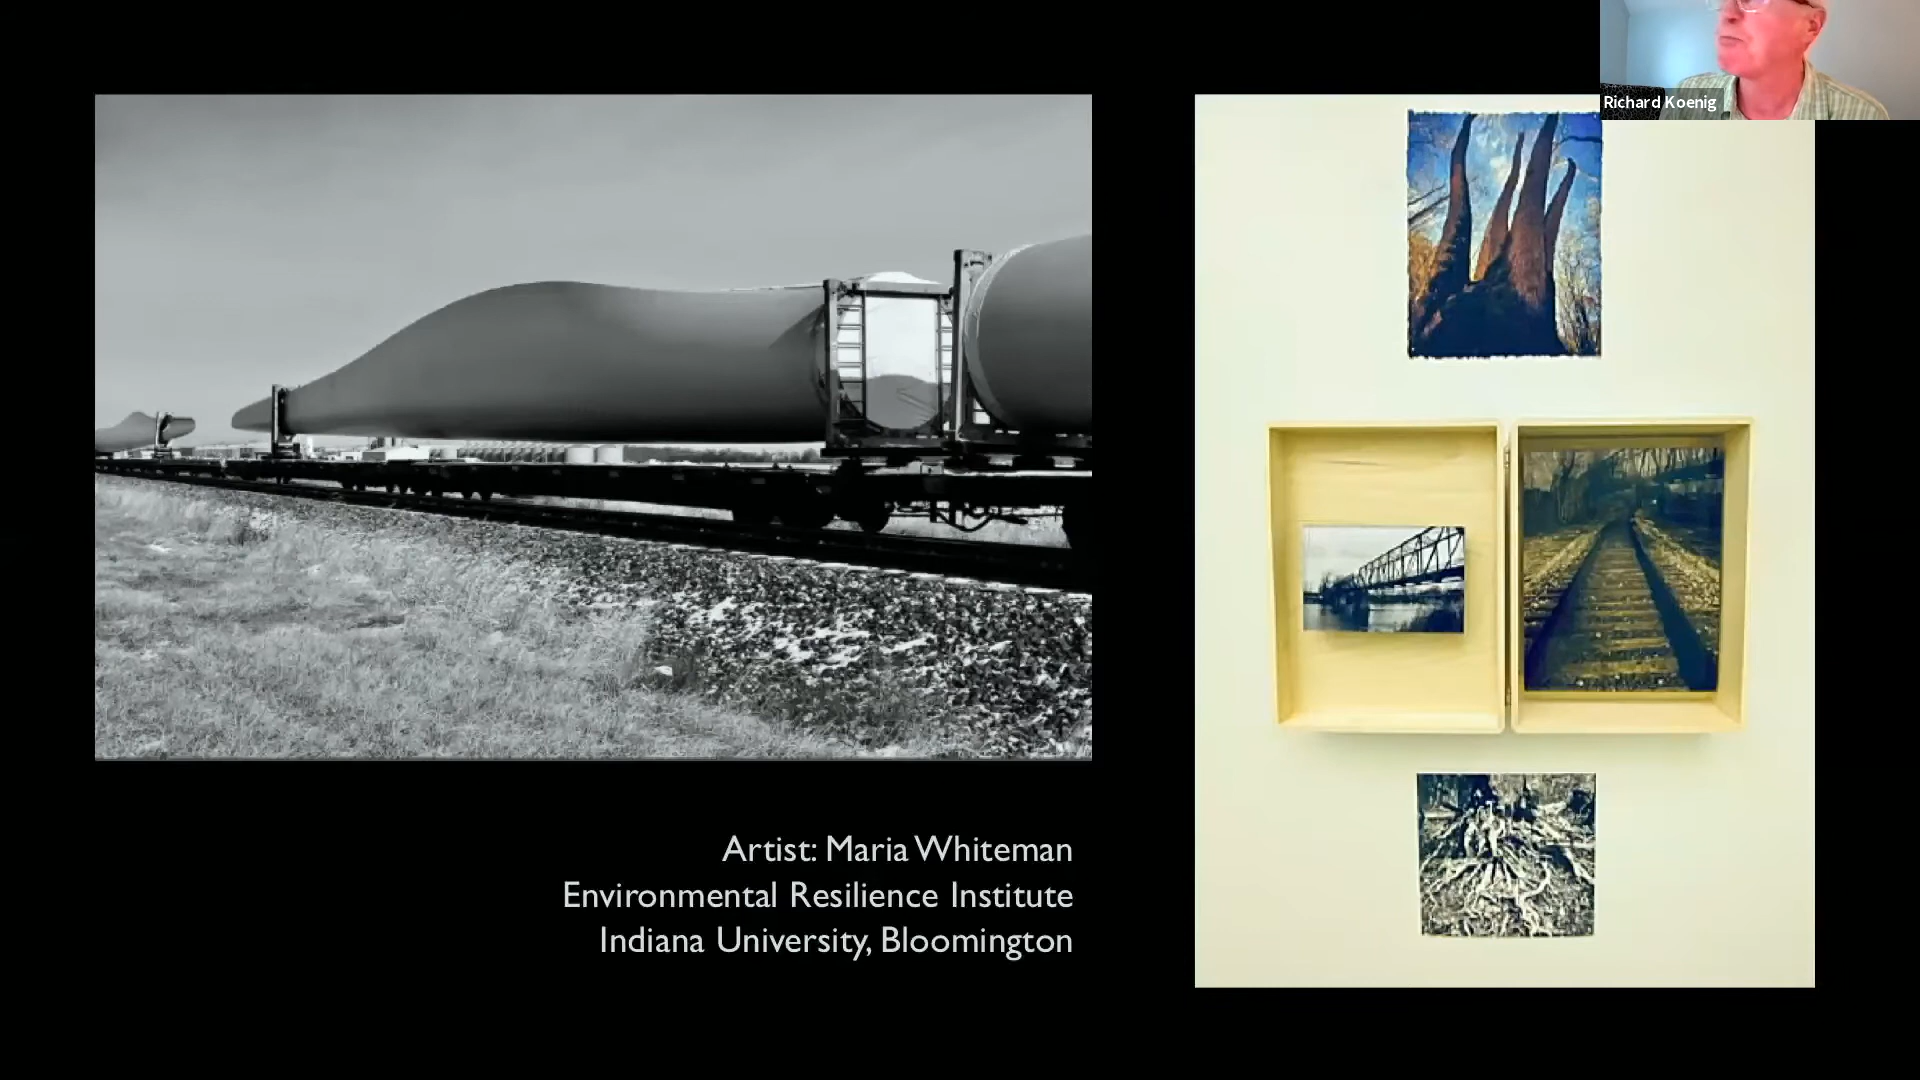 Richard Koenig
Artist: Maria Whiteman
Environmental Resilience Institute
Indiana University, Bloomington